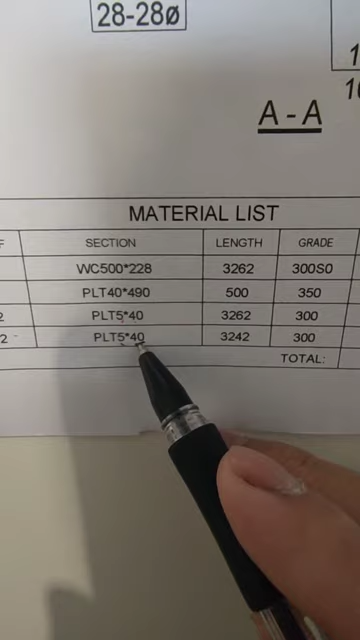 28-28ø
A - A
MATERIAL LIST
SECTION LENGTH GRADE
WC500*228 3262 300S0
PLT40*490 500 350
2 PLT5*40 3262 300
2 PLT5*40 3242 300
TOTAL: